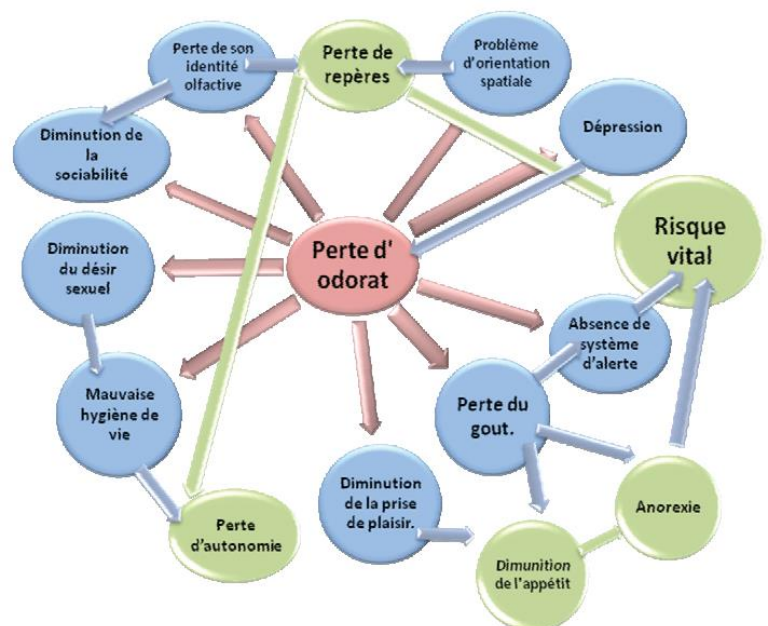 Perte de son
identité
olfactive
Perte de
repères
Problème
d'orientation
spatiale
Dépression
Diminution de
la
sociabilité
Risque
vital
Perte d'
odorat
Diminution
du désir
sexuel
Absence de
système
d'alerte
Mauvaise
hygiène de
vie
Perte du
gout.
Diminution
de la prise
de plaisir.
Anorexie
Perte
d'autonomie
Dimunition
de l'appétit